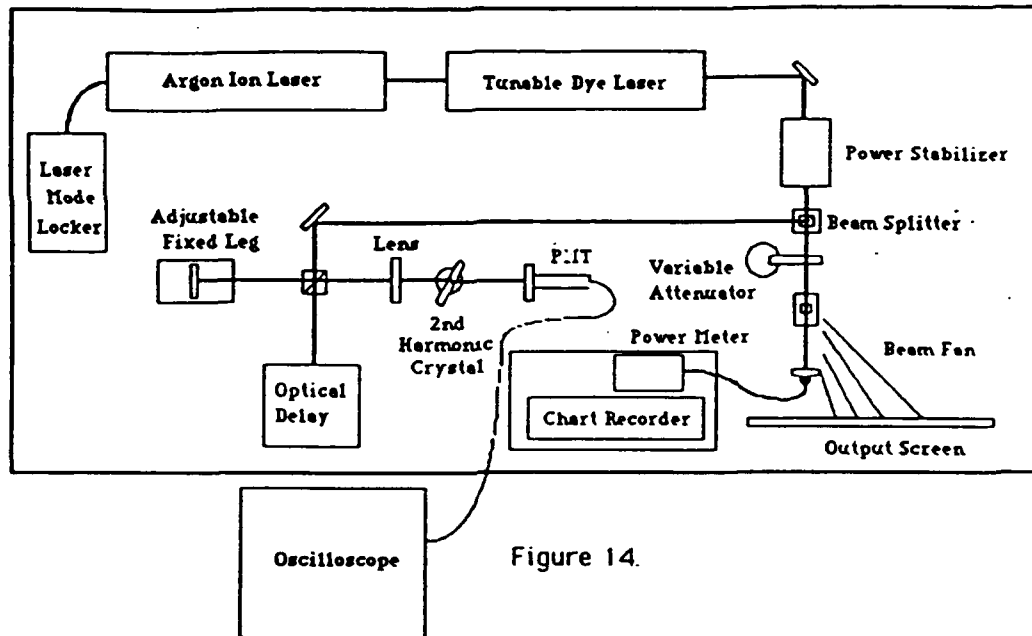 Argon Ion Laser
Tunable Dye Laser
Laser
Mode
Locker
Power Stabilizer
Adjustable
Fixed Leg
Lens
PMT
Beam Splitter
Variable
Attenuator
2nd
Harmonic
Crystal
Power Meter
Beam Fan
Optical
Delay
Chart Recorder
Output Screen
Oscilloscope
Figure 14.